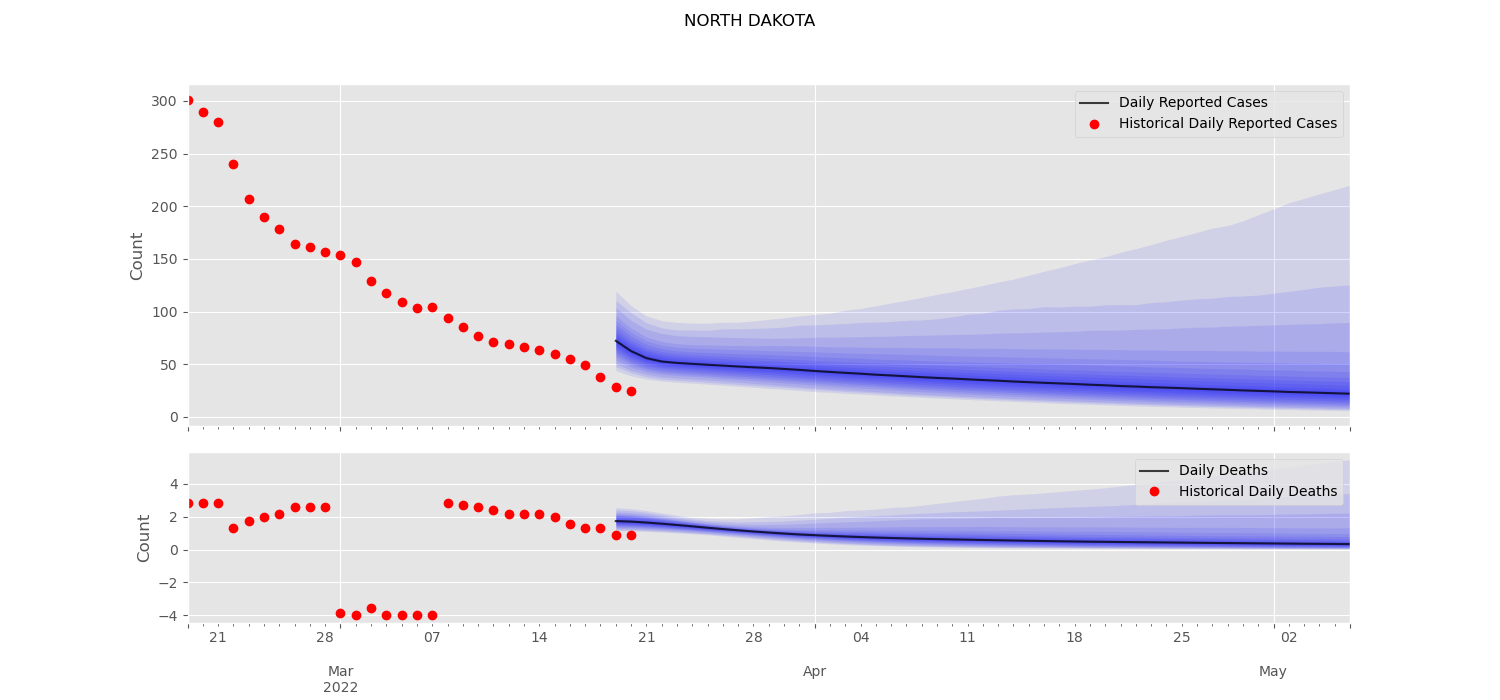 NORTH DAKOTA
Daily Reported Cases
Historical Daily Reported Cases
Count
300
250
200
150
100
50
0
Daily Deaths
Historical Daily Deaths
Count
4
2
0
−2
−4
21 28 07 14 21 28 04 11 18 25 02
Mar Apr May
2022